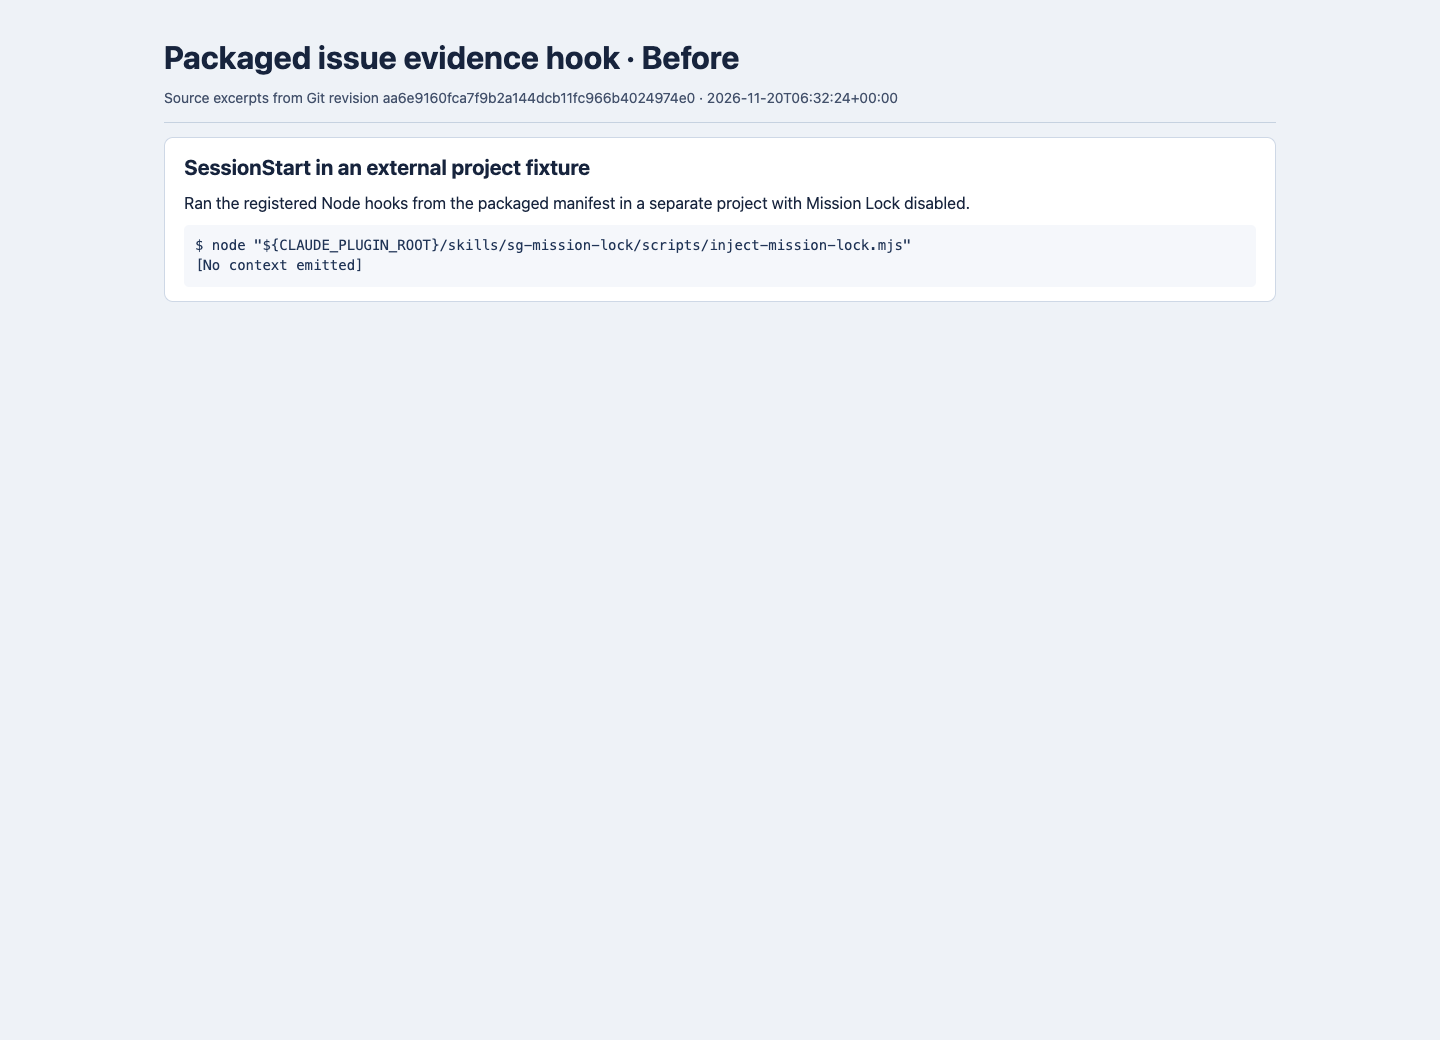 Packaged issue evidence hook · Before
Source excerpts from Git revision aa6e9160fca7f9b2a144dcb11fc966b4024974e0 · 2026-11-20T06:32:24+00:00
SessionStart in an external project fixture
Ran the registered Node hooks from the packaged manifest in a separate project with Mission Lock disabled.
$ node "${CLAUDE_PLUGIN_ROOT}/skills/sg-mission-lock/scripts/inject-mission-lock.mjs"
[No context emitted]